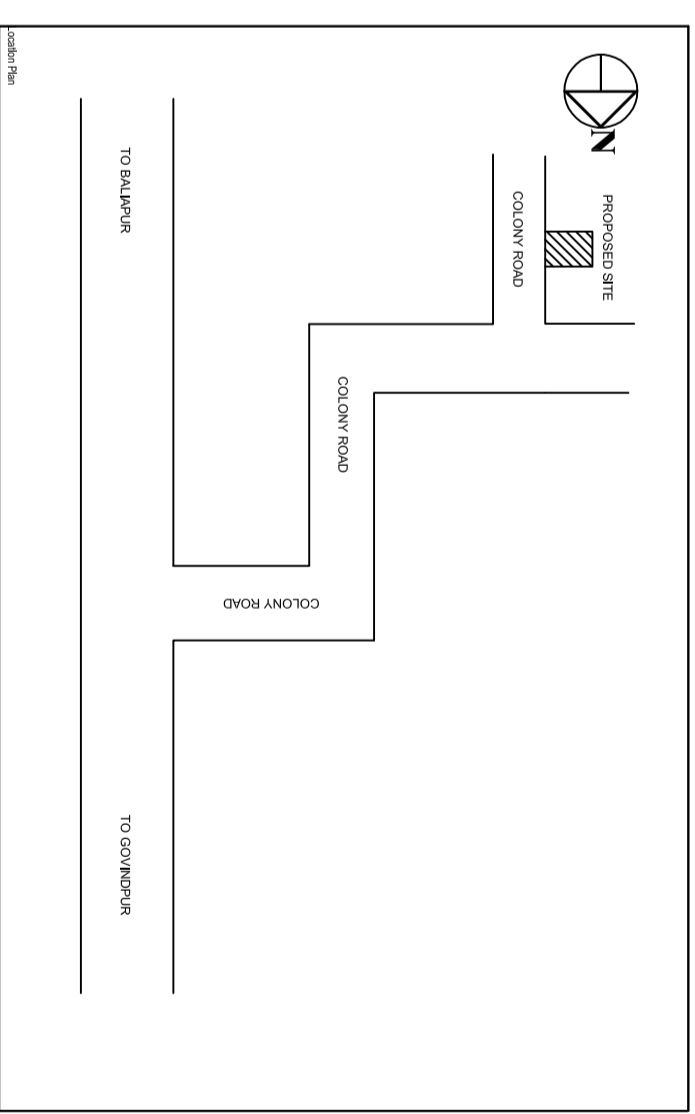 N
PROPOSED SITE
COLONY ROAD
COLONY ROAD
COLONY ROAD
TO BALIAPUR
TO GOVINDPUR
Location Plan